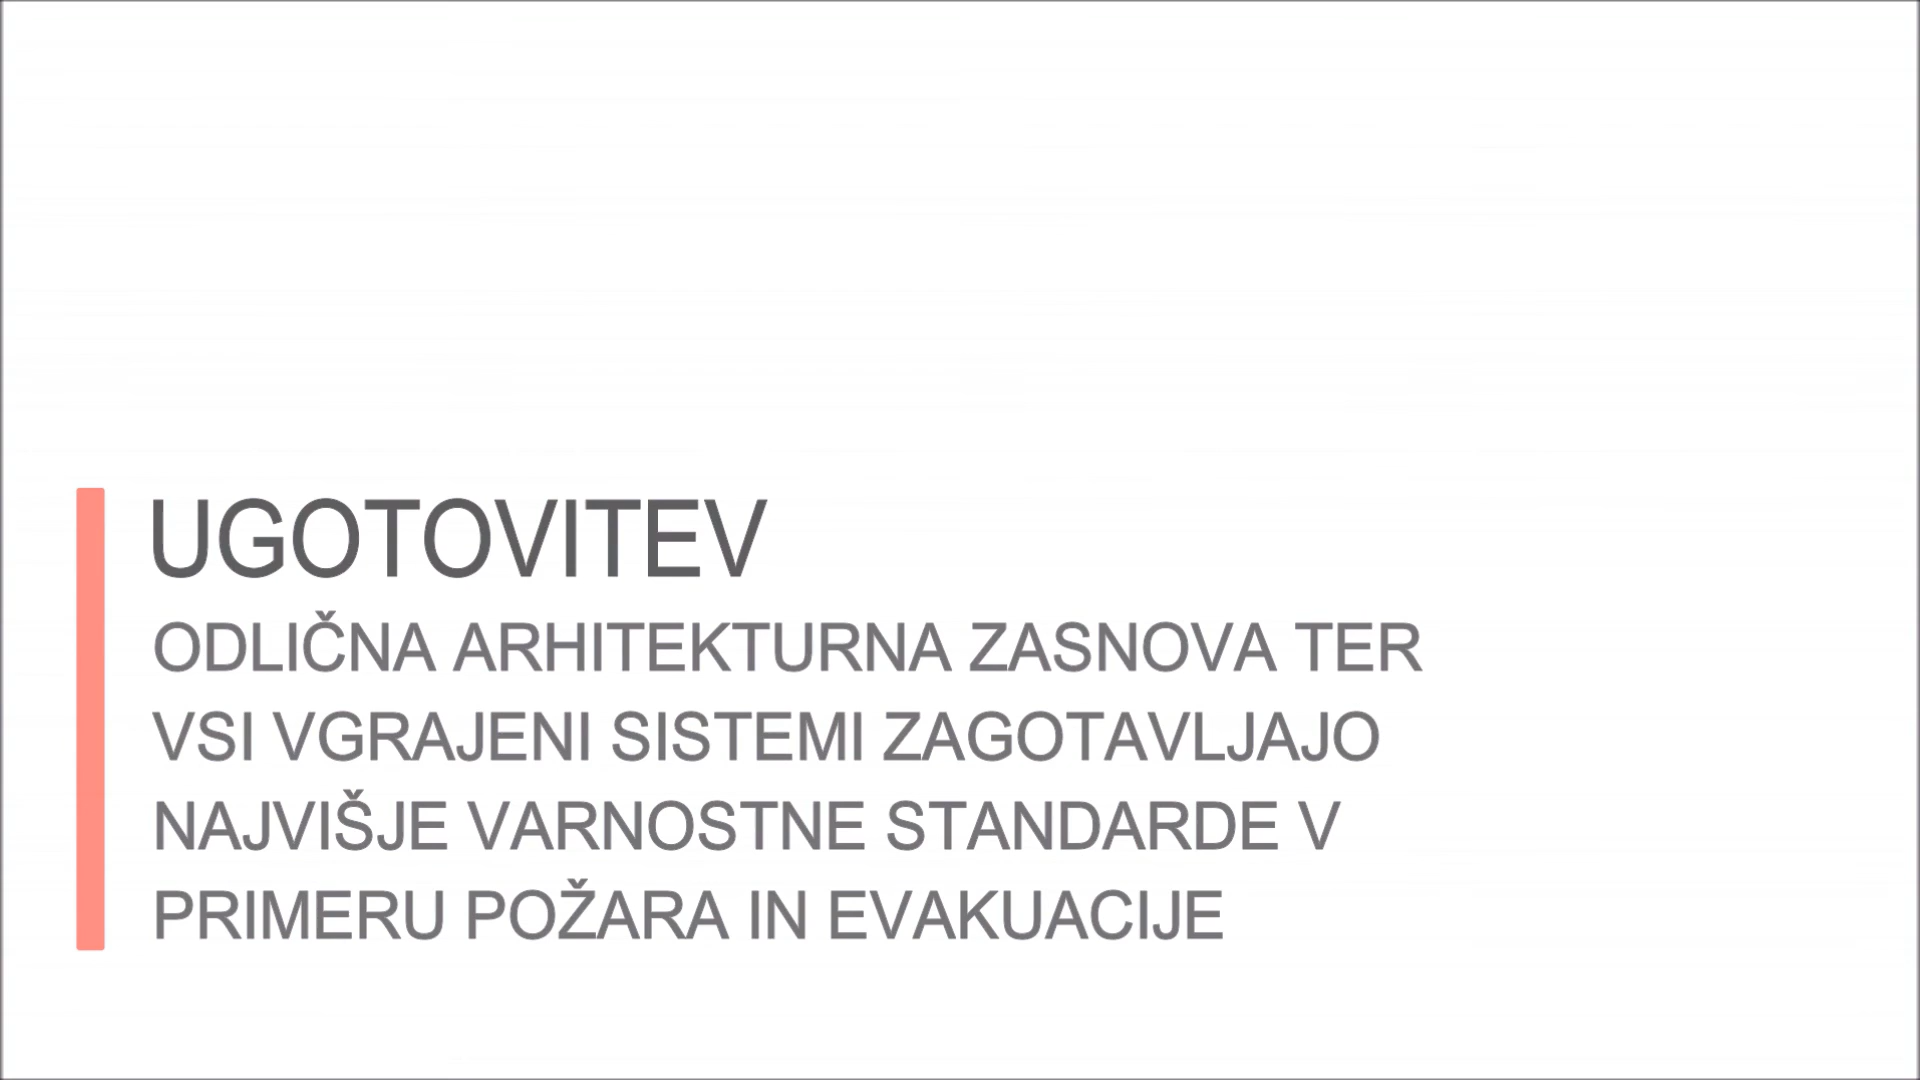 UGOTOVITEV
ODLIČNA ARHITEKTURNA ZASNOVA TER
VSI VGRAJENI SISTEMI ZAGOTAVLJAJO
NAJVIŠJE VARNOSTNE STANDARDE V
PRIMERU POŽARA IN EVAKUACIJE